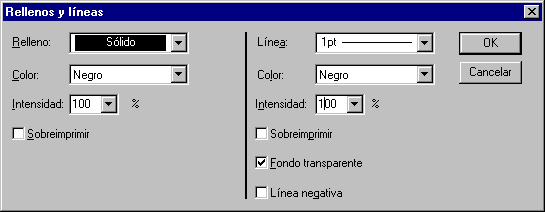 Rellenos y líneas
Relleno: Sólido
Color: Negro
Intensidad: 100 %
Sobreimprimir
Línea: 1pt
Color: Negro
Intensidad: 100 %
Sobreimprimir
Fondo transparente
Línea negativa
OK
Cancelar